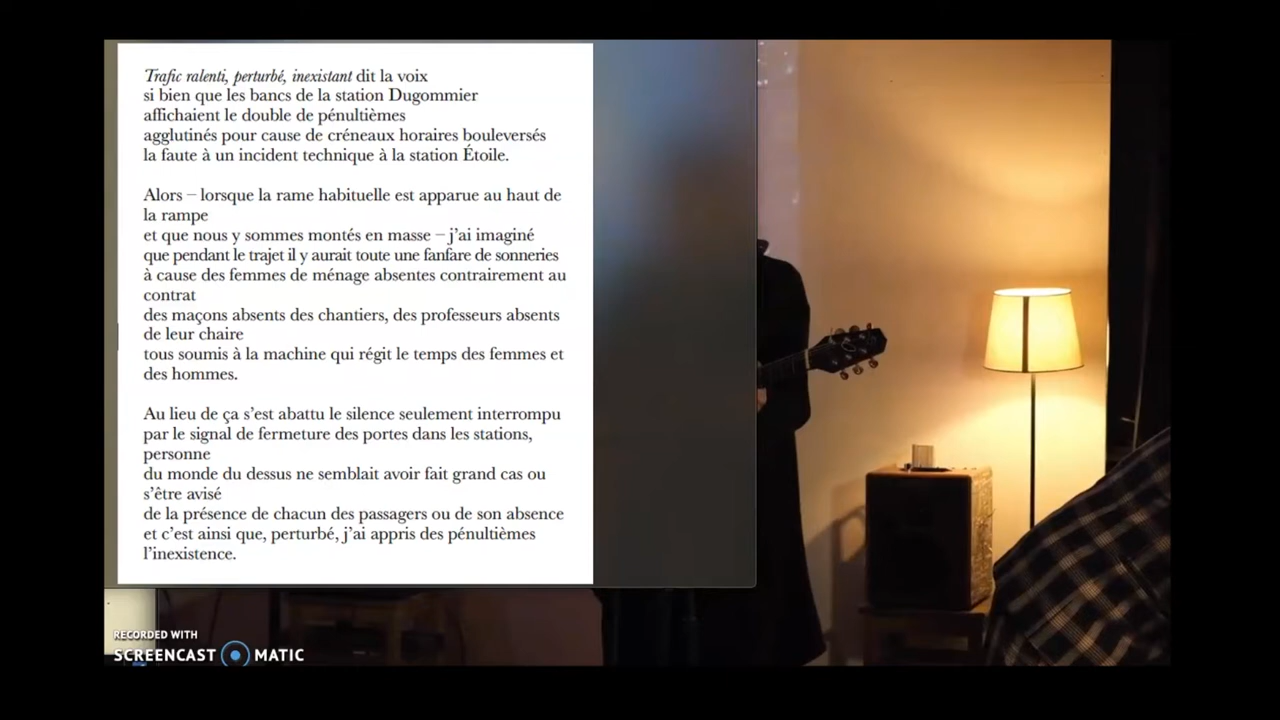 Trafic ralenti, perturbé, inexistant dit la voix
si bien que les bancs de la station Dugommier
affichaient le double de pénultièmes
agglutinés pour cause de créneaux horaires bouleversés
la faute à un incident technique à la station Étoile.
Alors – lorsque la rame habituelle est apparue au haut de
la rampe
et que nous y sommes montés en masse – j'ai imaginé
que pendant le trajet il y aurait toute une fanfare de sonneries
à cause des femmes de ménage absentes contrairement au
contrat
des maçons absents des chantiers, des professeurs absents
de leur chaire
tous soumis à la machine qui régit le temps des femmes et
des hommes.
Au lieu de ça s'est abattu le silence seulement interrompu
par le signal de fermeture des portes dans les stations,
personne
du monde du dessus ne semblait avoir fait grand cas ou
s'être avisé
de la présence de chacun des passagers ou de son absence
et c'est ainsi que, perturbé, j'ai appris des pénultièmes
l'inexistence.
RECORDED WITH
SCREENCAST MATIC